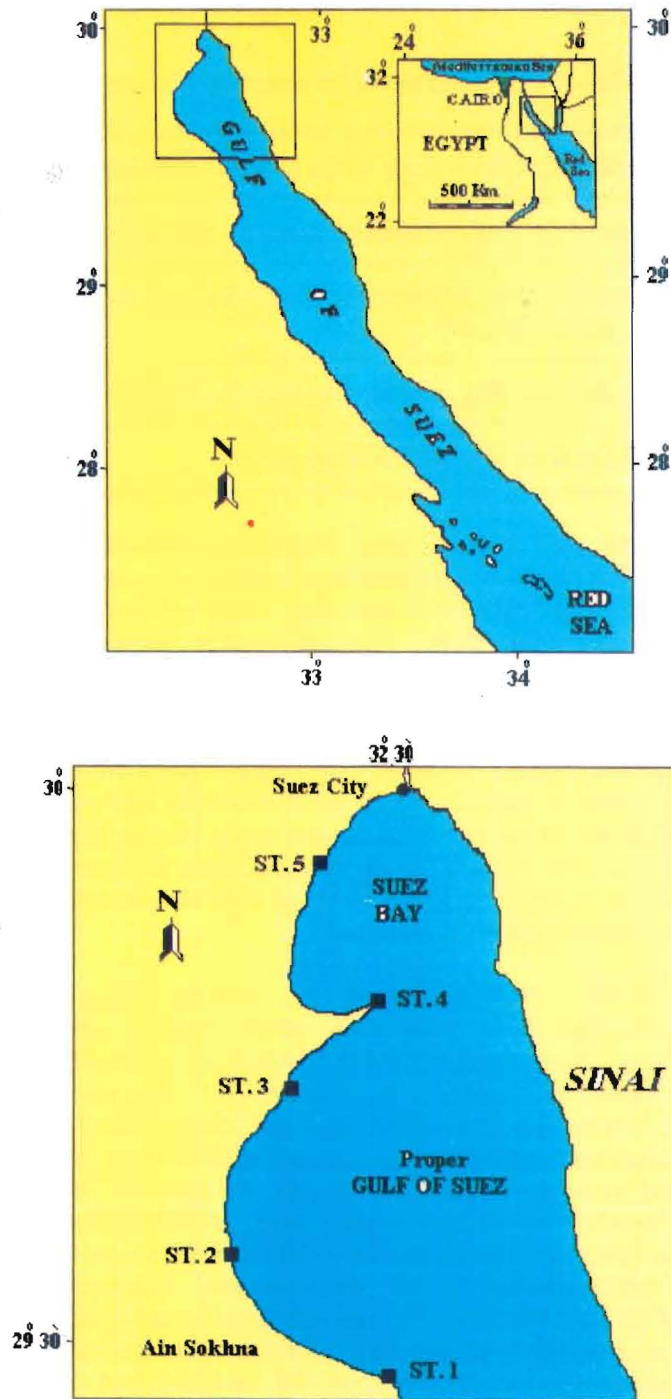 30°
33°
30°
24°
36°
32°
Mediterranean Sea
CAIRO
EGYPT
Red
Sea
500 Km.
22°
GULF
OF
SUEZ
29°
29°
28°
28°
N
RED
SEA
33°
34°
32° 30`
30°
Suez City
ST.5
SUEZ
BAY
N
ST.4
ST.3
SINAI
Proper
GULF OF SUEZ
ST.2
29° 30`
Ain Sokhna
ST.1